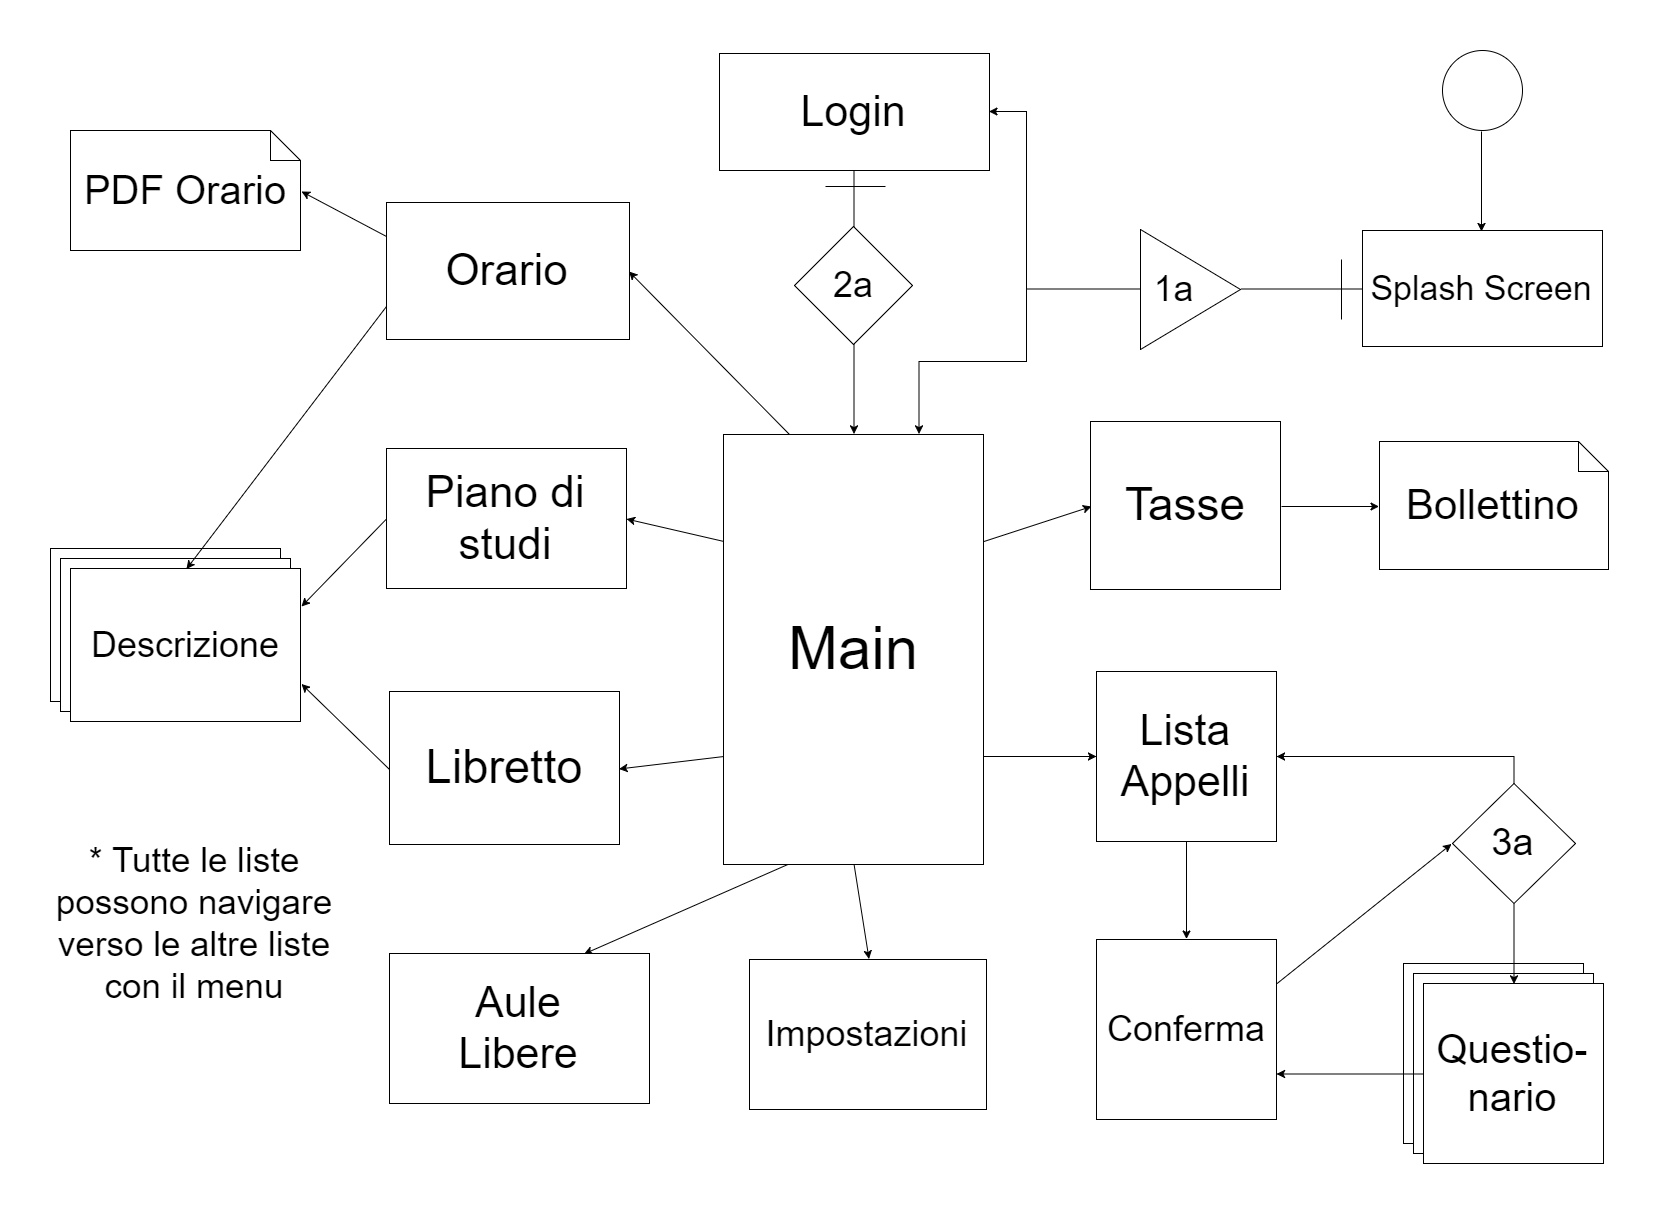 Login
PDF Orario
Orario
2a
1a
Splash Screen
Piano di
studi
Tasse
Bollettino
Descrizione
Main
Libretto
Lista
Appelli
3a
* Tutte le liste
possono navigare
verso le altre liste
con il menu
Aule
Libere
Impostazioni
Conferma
Questio-
nario